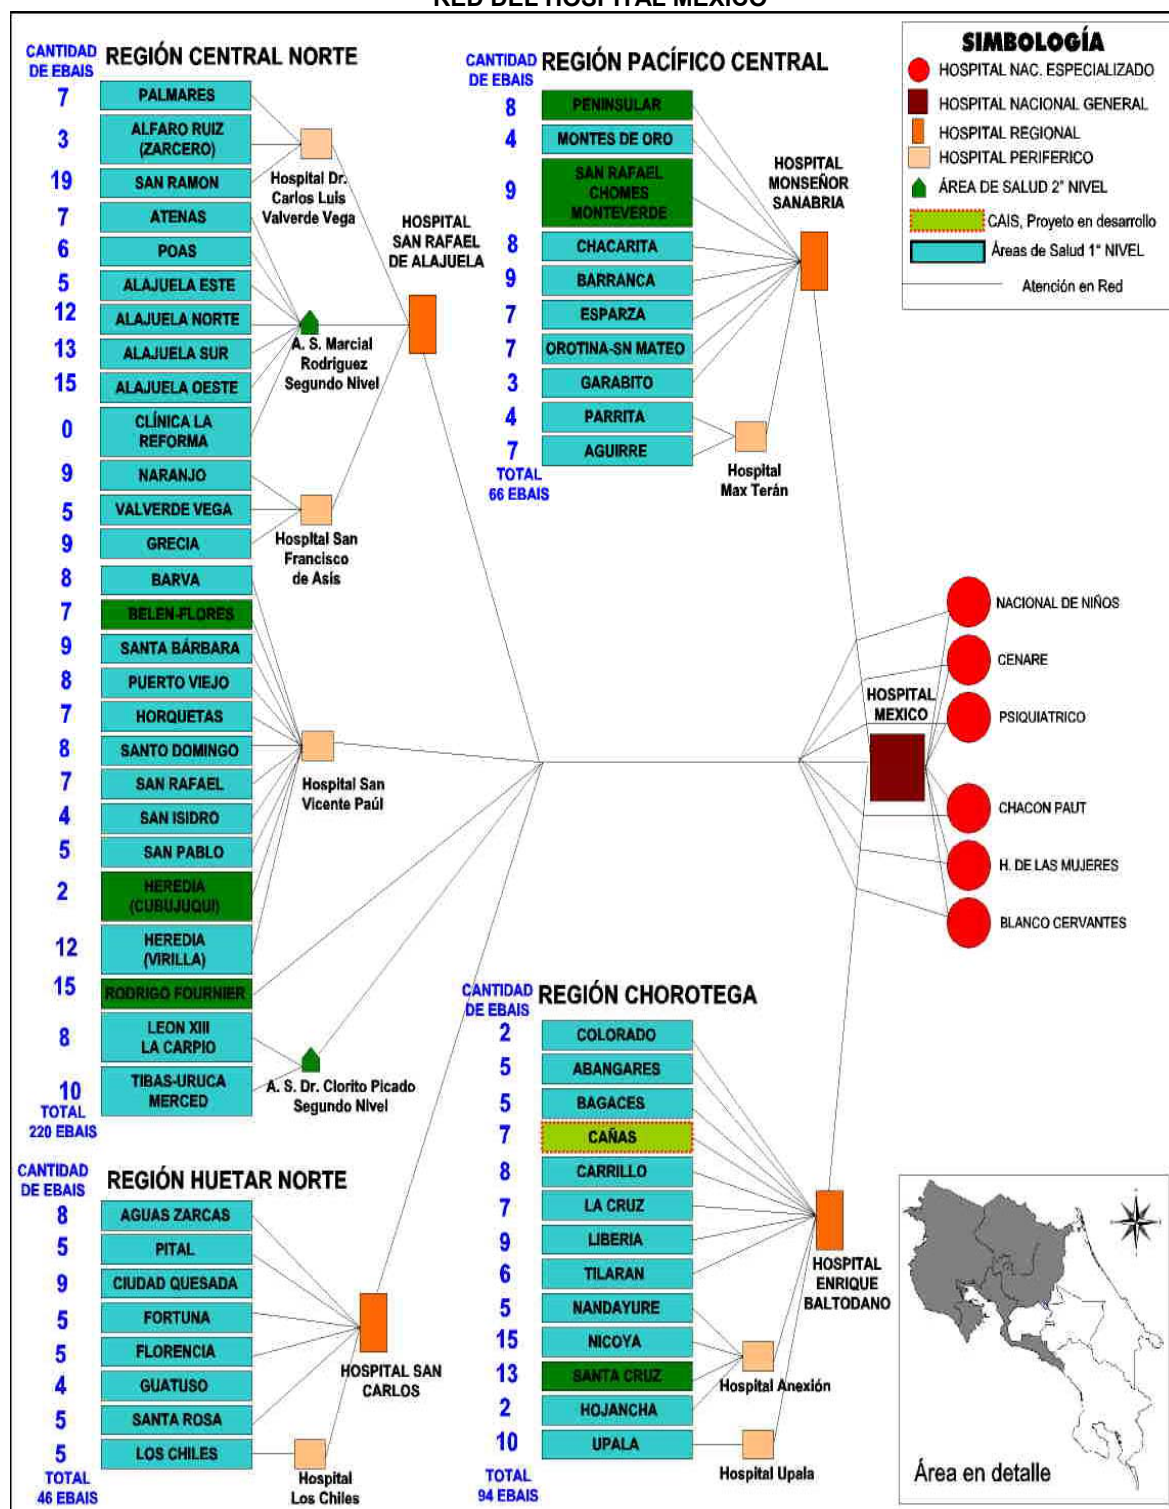 RED DEL HOSPITAL MEXICO
CANTIDAD
DE EBAIS
REGIÓN CENTRAL NORTE
7 PALMARES
3 ALFARO RUIZ
(ZARCERO)
19 SAN RAMON
7 ATENAS
6 POAS
5 ALAJUELA ESTE
12 ALAJUELA NORTE
13 ALAJUELA SUR
15 ALAJUELA OESTE
0 CLÍNICA LA
REFORMA
9 NARANJO
5 VALVERDE VEGA
9 GRECIA
8 BARVA
7 BELEN-FLORES
9 SANTA BÁRBARA
8 PUERTO VIEJO
7 HORQUETAS
8 SANTO DOMINGO
7 SAN RAFAEL
4 SAN ISIDRO
5 SAN PABLO
2 HEREDIA
(CUBUJUQUI)
12 HEREDIA
(VIRILLA)
15 RODRIGO FOURNIER
8 LEON XIII
LA CARPIO
10 TIBAS-URUCA
MERCED
TOTAL
220 EBAIS
Hospital Dr.
Carlos Luis
Valverde Vega
HOSPITAL
SAN RAFAEL
DE ALAJUELA
A. S. Marcial
Rodriguez
Segundo Nivel
Hospital San
Francisco
de Asís
Hospital San
Vicente Paúl
A. S. Dr. Clorito Picado
Segundo Nivel
CANTIDAD
DE EBAIS
REGIÓN HUETAR NORTE
8 AGUAS ZARCAS
5 PITAL
9 CIUDAD QUESADA
5 FORTUNA
5 FLORENCIA
4 GUATUSO
5 SANTA ROSA
5 LOS CHILES
TOTAL
46 EBAIS
HOSPITAL SAN
CARLOS
Hospital
Los Chiles
CANTIDAD
DE EBAIS
REGIÓN PACÍFICO CENTRAL
8 PENINSULAR
4 MONTES DE ORO
9 SAN RAFAEL
CHOMES
MONTEVERDE
8 CHACARITA
9 BARRANCA
7 ESPARZA
7 OROTINA-SN MATEO
3 GARABITO
4 PARRITA
7 AGUIRRE
TOTAL
66 EBAIS
HOSPITAL
MONSEÑOR
SANABRIA
Hospital
Max Terán
CANTIDAD
DE EBAIS
REGIÓN CHOROTEGA
2 COLORADO
5 ABANGARES
5 BAGACES
7 CAÑAS
8 CARRILLO
7 LA CRUZ
9 LIBERIA
6 TILARAN
5 NANDAYURE
15 NICOYA
13 SANTA CRUZ
2 HOJANCHA
10 UPALA
TOTAL
94 EBAIS
HOSPITAL
ENRIQUE
BALTODANO
Hospital Anexión
Hospital Upala
SIMBOLOGÍA
HOSPITAL NAC. ESPECIALIZADO
HOSPITAL NACIONAL GENERAL
HOSPITAL REGIONAL
HOSPITAL PERIFERICO
ÁREA DE SALUD 2° NIVEL
CAIS, Proyeto en desarrollo
Áreas de Salud 1° NIVEL
Atención en Red
HOSPITAL
MEXICO
NACIONAL DE NIÑOS
CENARE
PSIQUIATRICO
CHACON PAUT
H. DE LAS MUJERES
BLANCO CERVANTES
Área en detalle